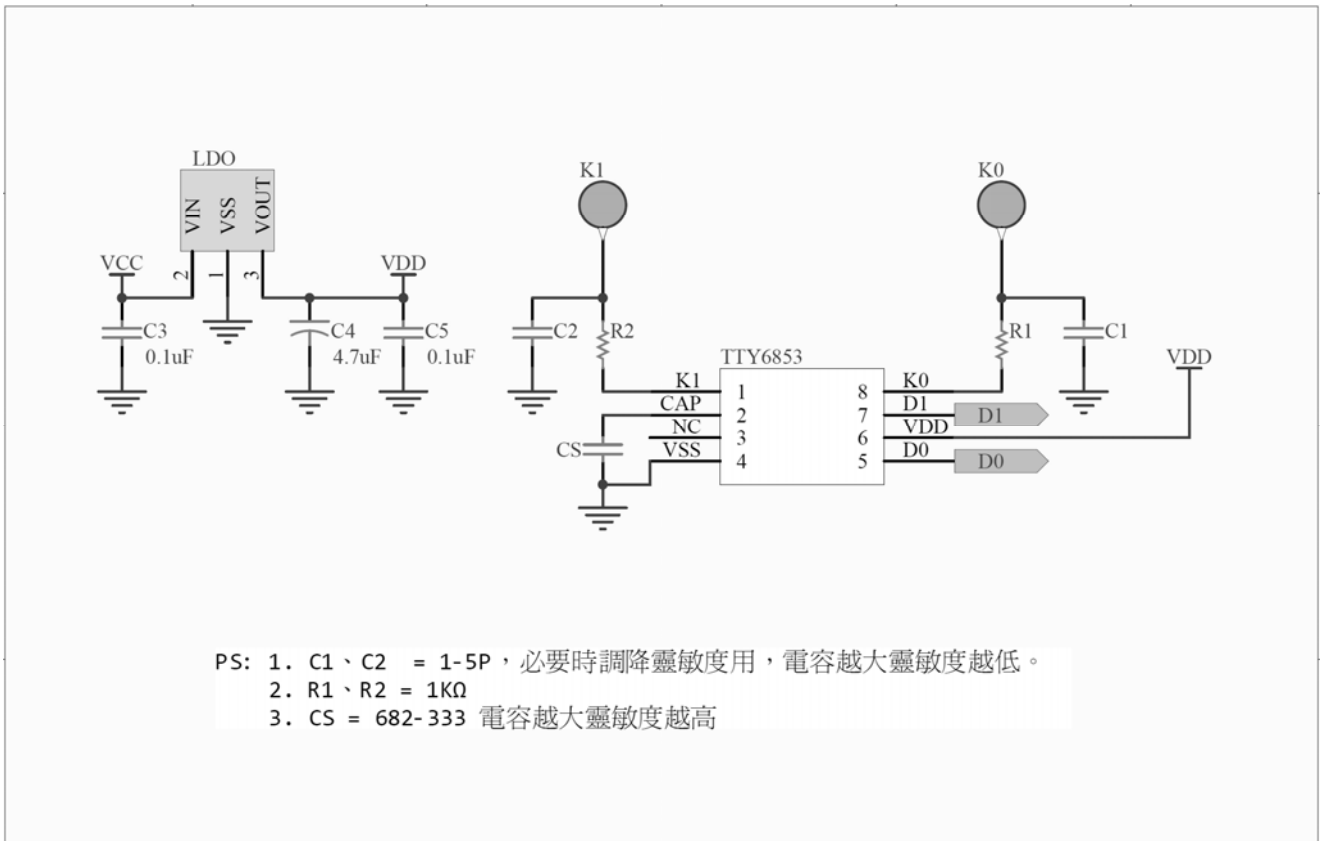 LDO
VIN
VSS
VOUT
2
1
3
VCC
VDD
C3
0.1uF
C4
4.7uF
C5
0.1uF
K1
K0
C2
R2
R1
C1
TTY6853
VDD
K1 1
CAP 2
NC 3
VSS 4
8 K0
7 D1
D1
6 VDD
5 D0
D0
CS
PS: 1. C1、C2 = 1-5P，必要時調降靈敏度用，電容越大靈敏度越低。
2. R1、R2 = 1KΩ
3. CS = 682-333 電容越大靈敏度越高